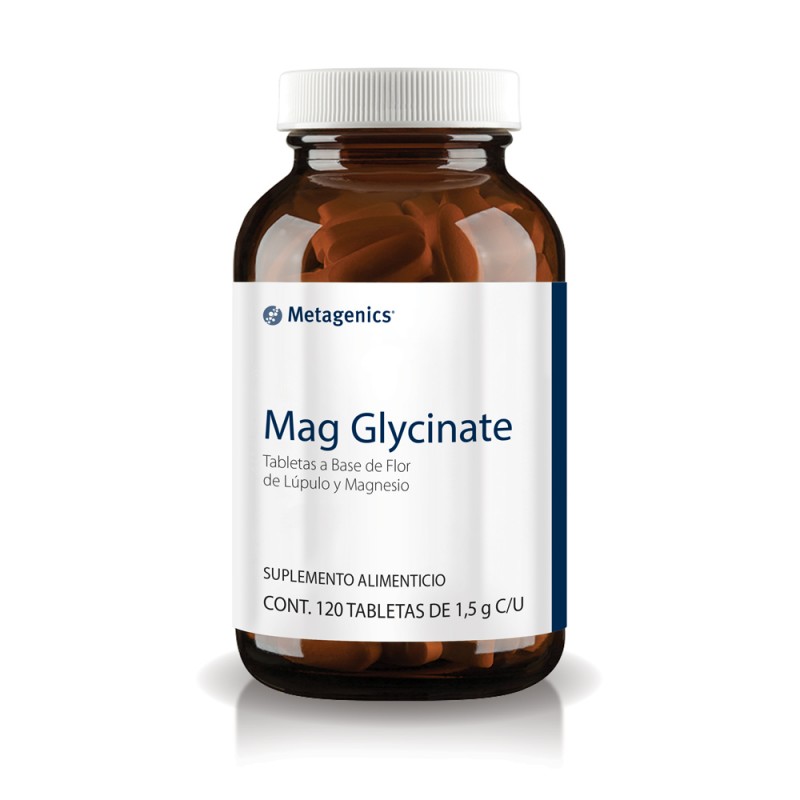 Metagenics®
Mag Glycinate
Tabletas a Base de Flor
de Lúpulo y Magnesio
SUPLEMENTO ALIMENTICIO
CONT. 120 TABLETAS DE 1,5 g C/U